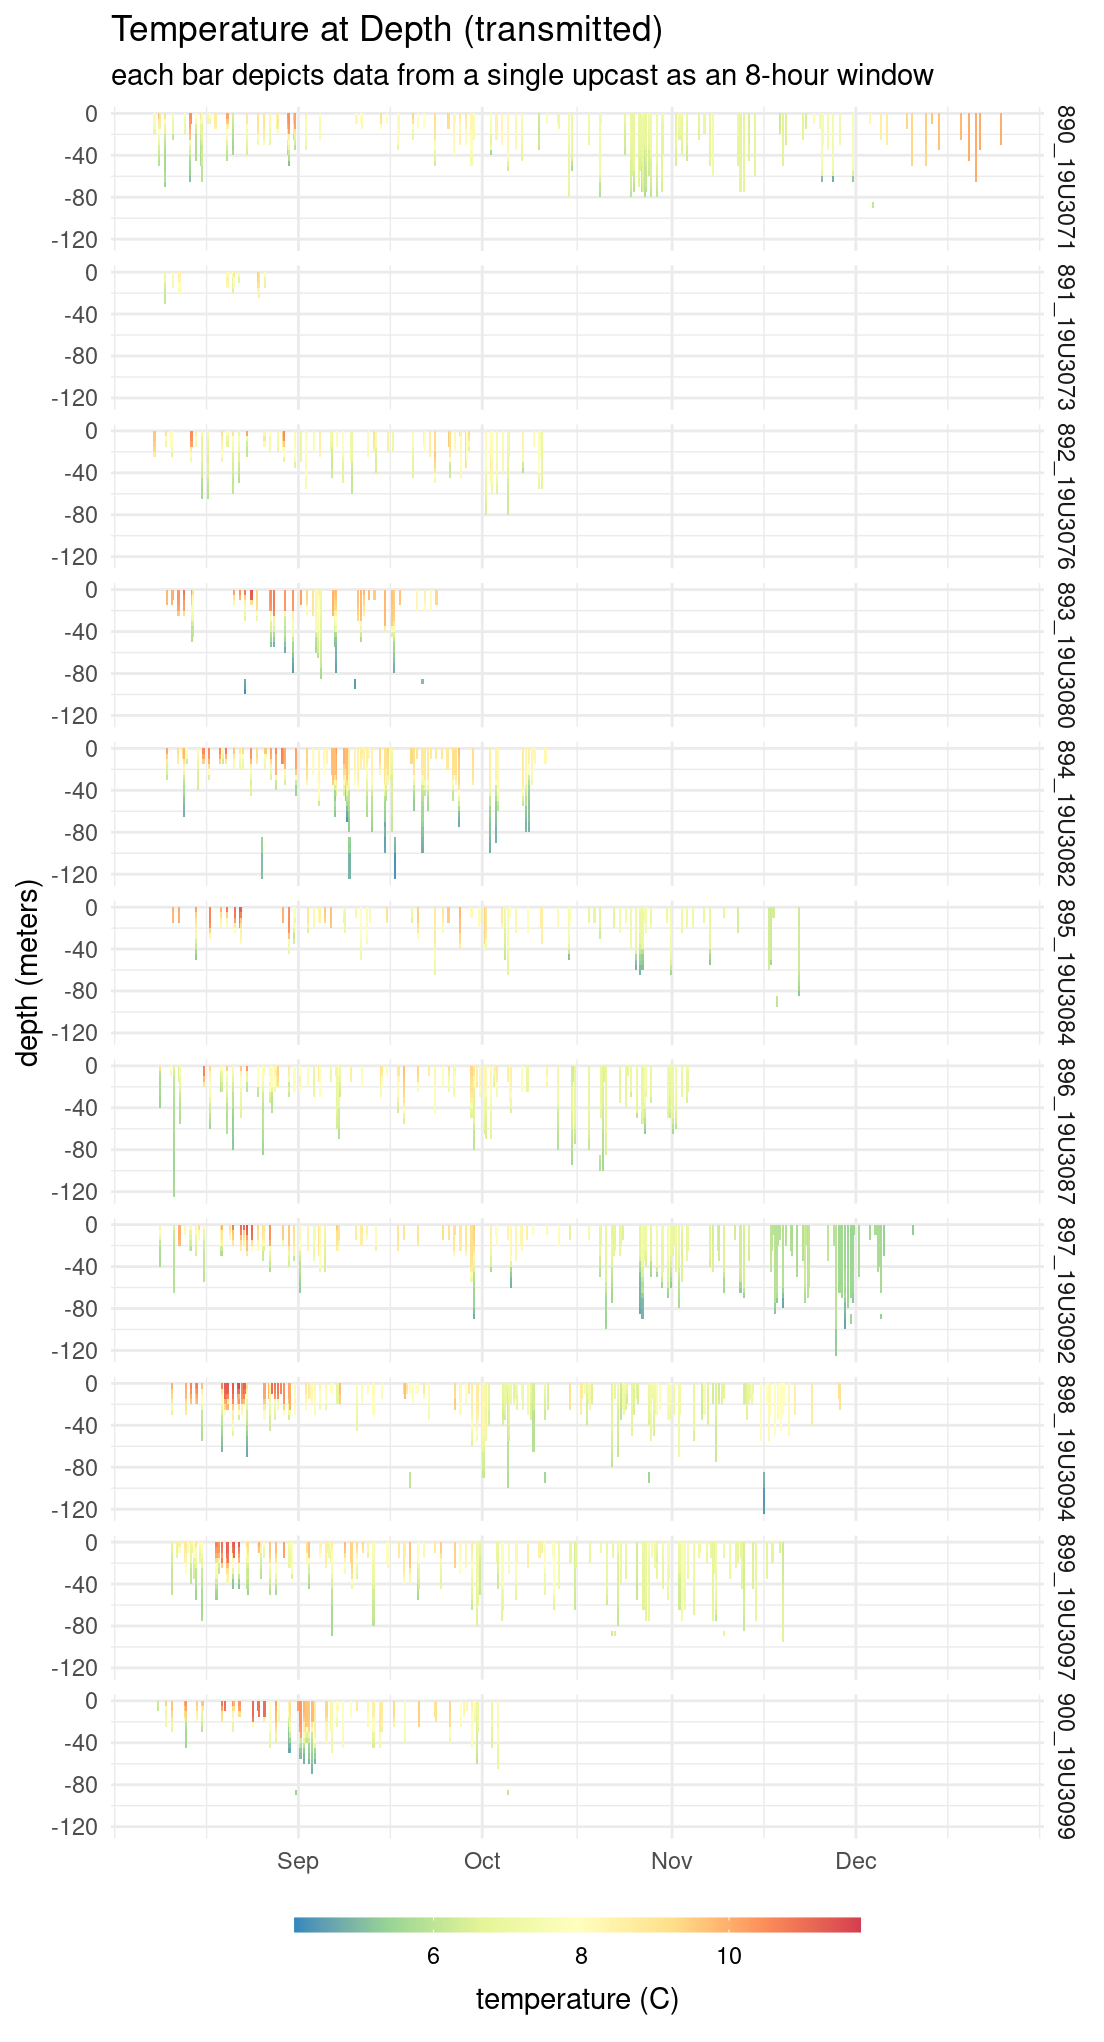 Temperature at Depth (transmitted)
each bar depicts data from a single upcast as an 8-hour window
depth (meters)
0
-40
-80
-120
890_19U3071
0
-40
-80
-120
891_19U3073
0
-40
-80
-120
892_19U3076
0
-40
-80
-120
893_19U3080
0
-40
-80
-120
894_19U3082
0
-40
-80
-120
895_19U3084
0
-40
-80
-120
896_19U3087
0
-40
-80
-120
897_19U3092
0
-40
-80
-120
898_19U3094
0
-40
-80
-120
899_19U3097
0
-40
-80
-120
900_19U3099
Sep Oct Nov Dec
6 8 10
temperature (C)